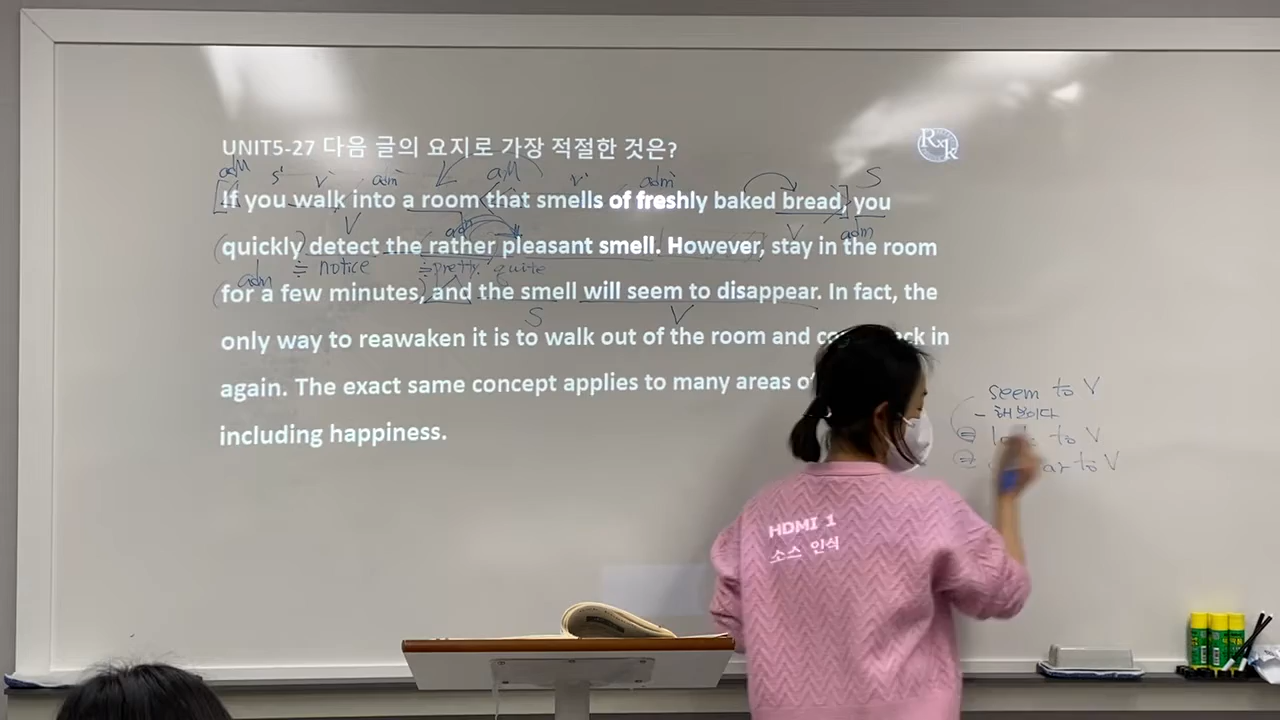 UNIT5-27 다음 글의 요지로 가장 적절한 것은?
Rxk
adm s' v' adm' v' adm' S
If you walk into a room that smells of freshly baked bread, you
V adm V adm
quickly detect the rather pleasant smell. However, stay in the room
adm ≒ notice ≒ pretty. quite
for a few minutes, and the smell will seem to disappear. In fact, the
S V
only way to reawaken it is to walk out of the room and back in
again. The exact same concept applies to many areas
including happiness.
seem to V
- 해 보이다
= to V
= to V
HDMI 1
소스 인식